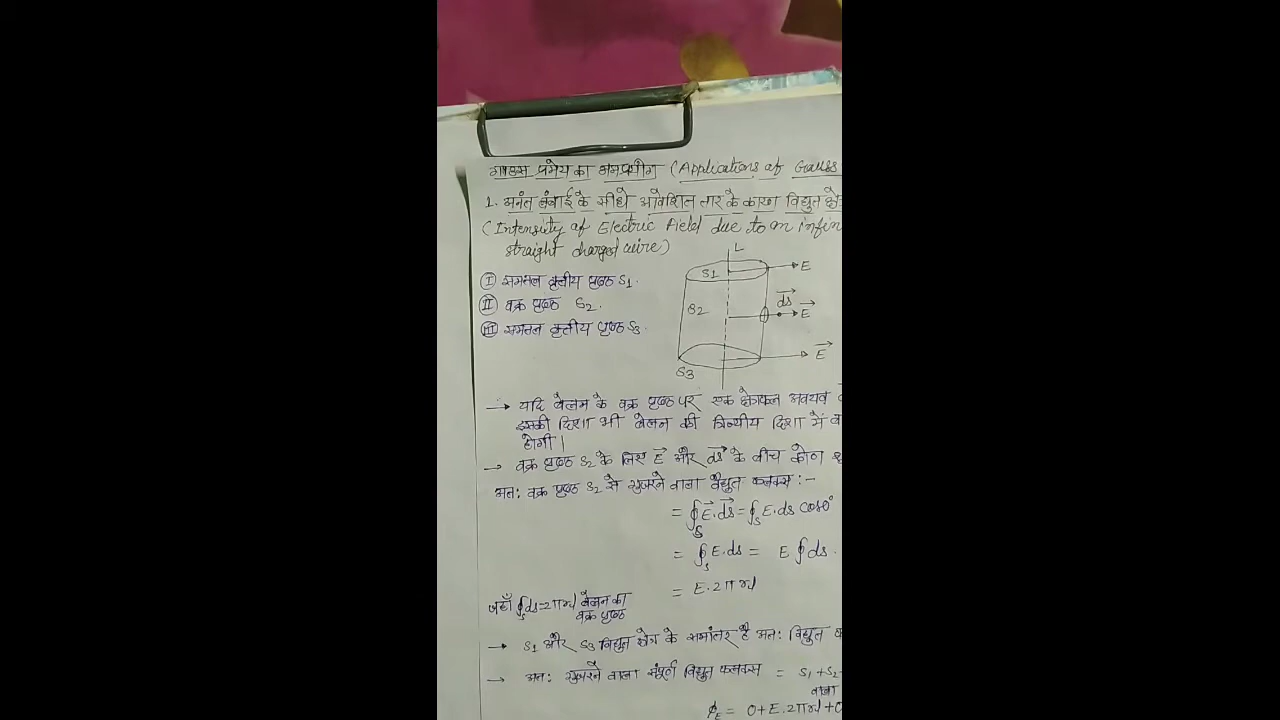 गाउस प्रमेय का अनुप्रयोग (Applications of Gauss
1. अनंत लंबाई के सीधे आवेशित तार के कारण विद्युत क्षे
(Intensity of Electric Field due to an infin
straight charged wire)
L
S1 → E
I समतल वृत्तीय पृष्ठ S1.
II वक्र पृष्ठ S2.
III समतल वृत्तीय पृष्ठ S3.
S2
ds
E
E
S3
→ यदि बेलन के वक्र पृष्ठ पर एक क्षेत्रफल अवयव
इसकी दिशा भी बेलन की त्रिज्यीय दिशा में
होगी।
→ वक्र पृष्ठ S2 के लिए E और ds के बीच कोण
अतः वक्र पृष्ठ S2 से गुजरने वाला वैद्युत फ्लक्स :-
= ∮s E.ds = ∮s E.ds cos0°
= ∮s E.ds = E ∮ ds.
= E.2πrl
जहाँ ∮s ds=2πrl बेलन का
वक्र पृष्ठ
→ S1 और S3 विद्युत क्षेत्र के समांतर है अतः विद्युत
→ अतः गुजरने वाला संपूर्ण विद्युत फ्लक्स = S1+S2
वाला
ϕE = 0+E.2πrl+0